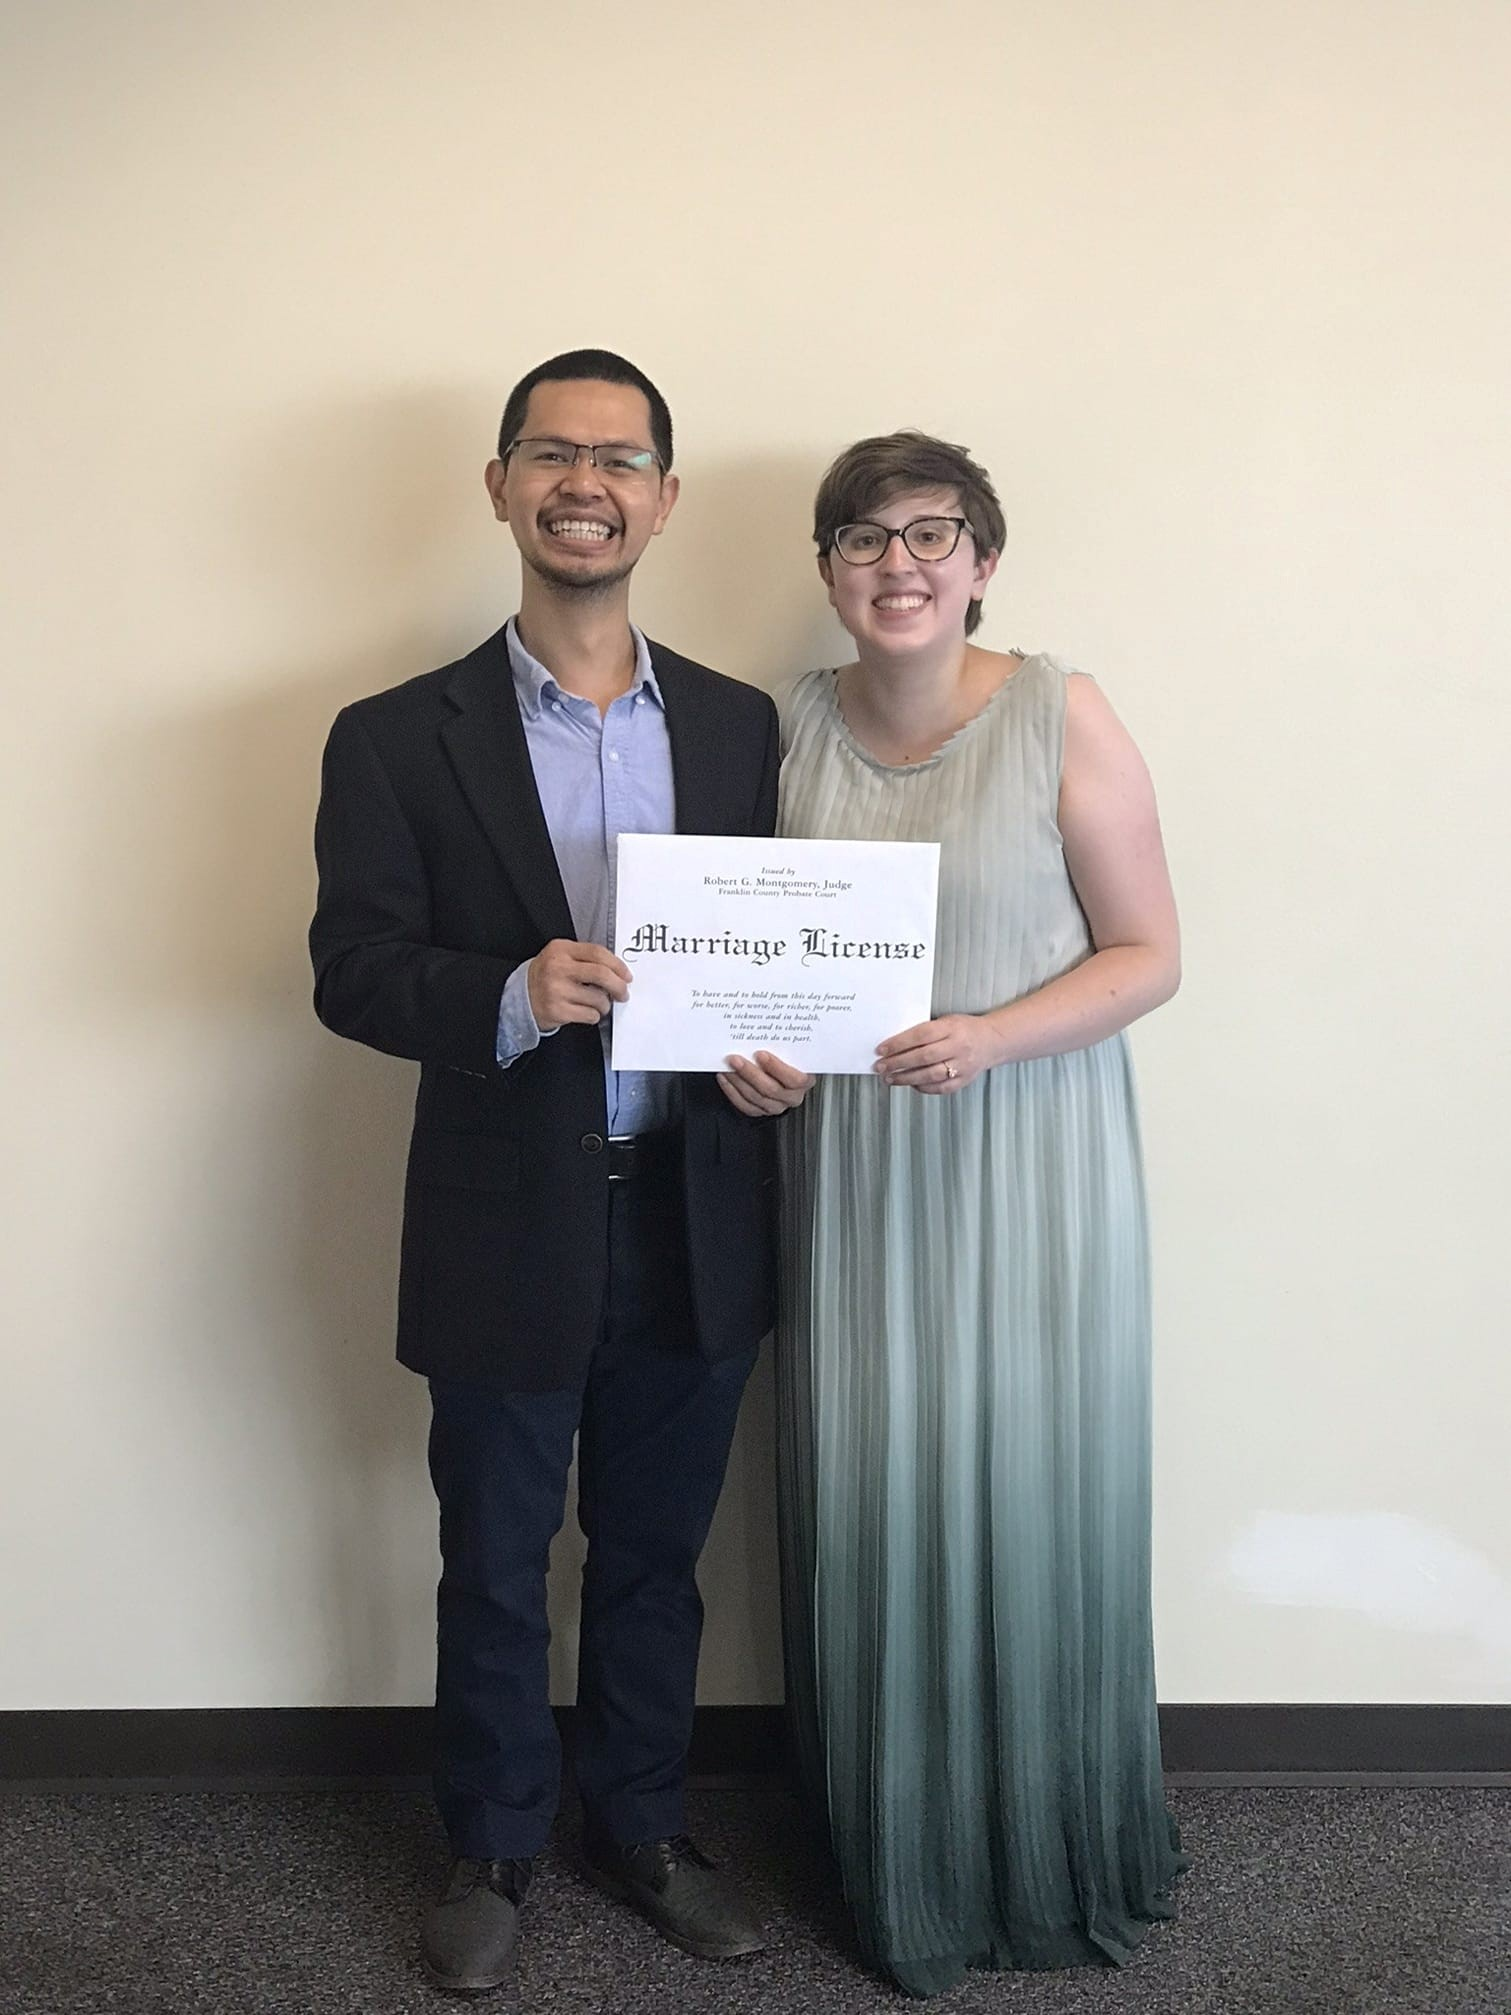 Issued by
Robert G. Montgomery, Judge
Franklin County Probate Court
Marriage License
To have and to hold from this day forward
for better, for worse, for richer, for poorer,
in sickness and in health,
to love and to cherish,
'till death do us part.